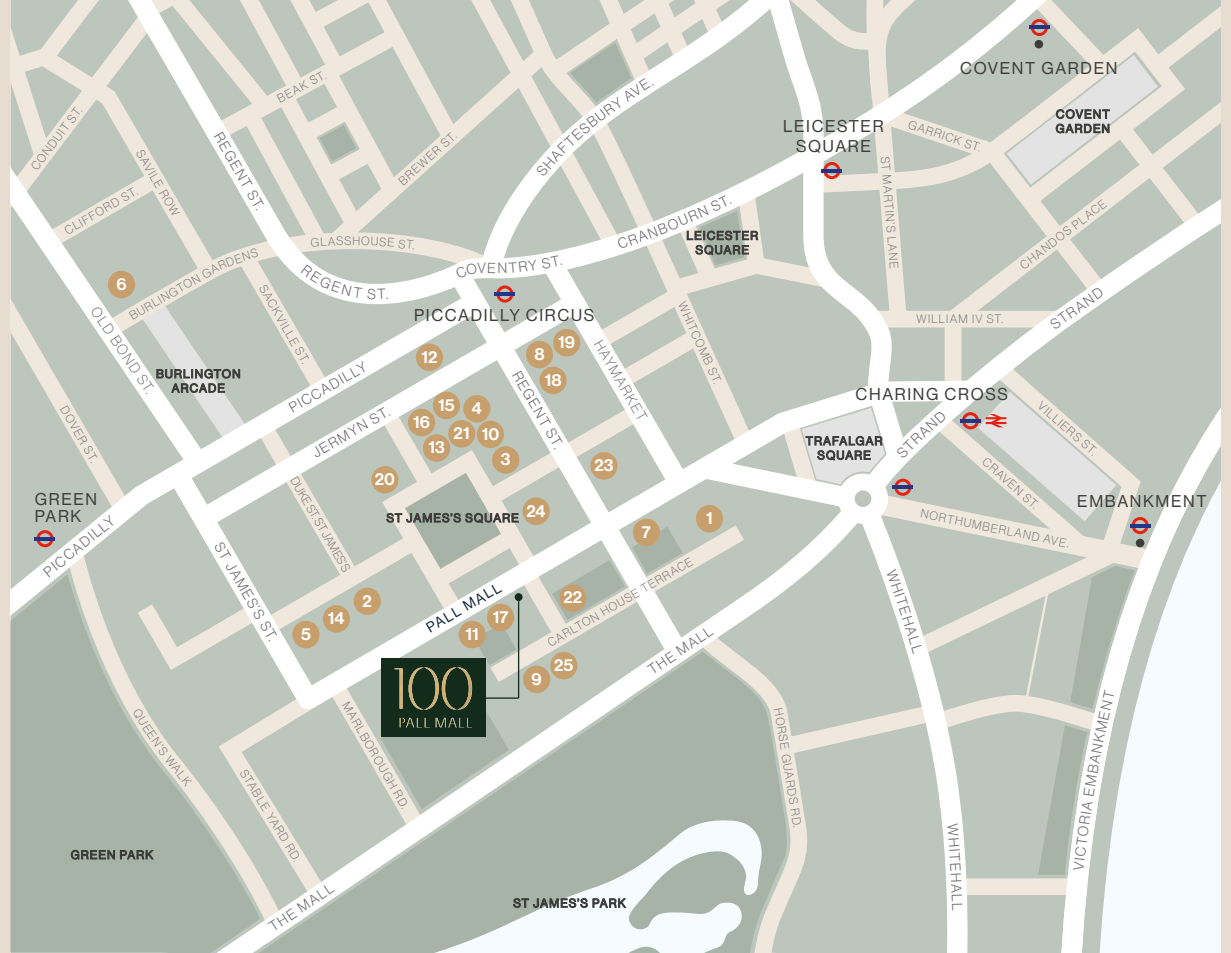 COVENT GARDEN
COVENT
GARDEN
LEICESTER
SQUARE
GARRICK ST.
ST MARTIN'S LANE
CHANDOS PLACE
BEAK ST.
CONDUIT ST.
SAVILE ROW
REGENT ST.
BREWER ST.
SHAFTESBURY AVE.
CLIFFORD ST.
GLASSHOUSE ST.
CRANBOURN ST.
LEICESTER
SQUARE
BURLINGTON GARDENS
REGENT ST.
COVENTRY ST.
6
PICCADILLY CIRCUS
OLD BOND ST.
SACKVILLE ST.
WHITCOMB ST.
WILLIAM IV ST.
STRAND
BURLINGTON
ARCADE
PICCADILLY
12
8
19
18
HAYMARKET
REGENT ST.
JERMYN ST.
DOVER ST.
15
4
16
21
10
13
3
20
23
24
CHARING CROSS
TRAFALGAR
SQUARE
STRAND
VILLIERS ST.
CRAVEN ST.
NORTHUMBERLAND AVE.
EMBANKMENT
GREEN
PARK
PICCADILLY
DUKE ST ST JAMES'S
ST JAMES'S SQUARE
ST JAMES'S ST.
1
7
22
2
14
5
17
11
PALL MALL
CARLTON HOUSE TERRACE
9
25
THE MALL
WHITEHALL
100
PALL MALL
QUEEN'S WALK
MARLBOROUGH RD.
STABLE YARD RD.
HORSE GUARDS RD.
WHITEHALL
VICTORIA EMBANKMENT
GREEN PARK
THE MALL
ST JAMES'S PARK